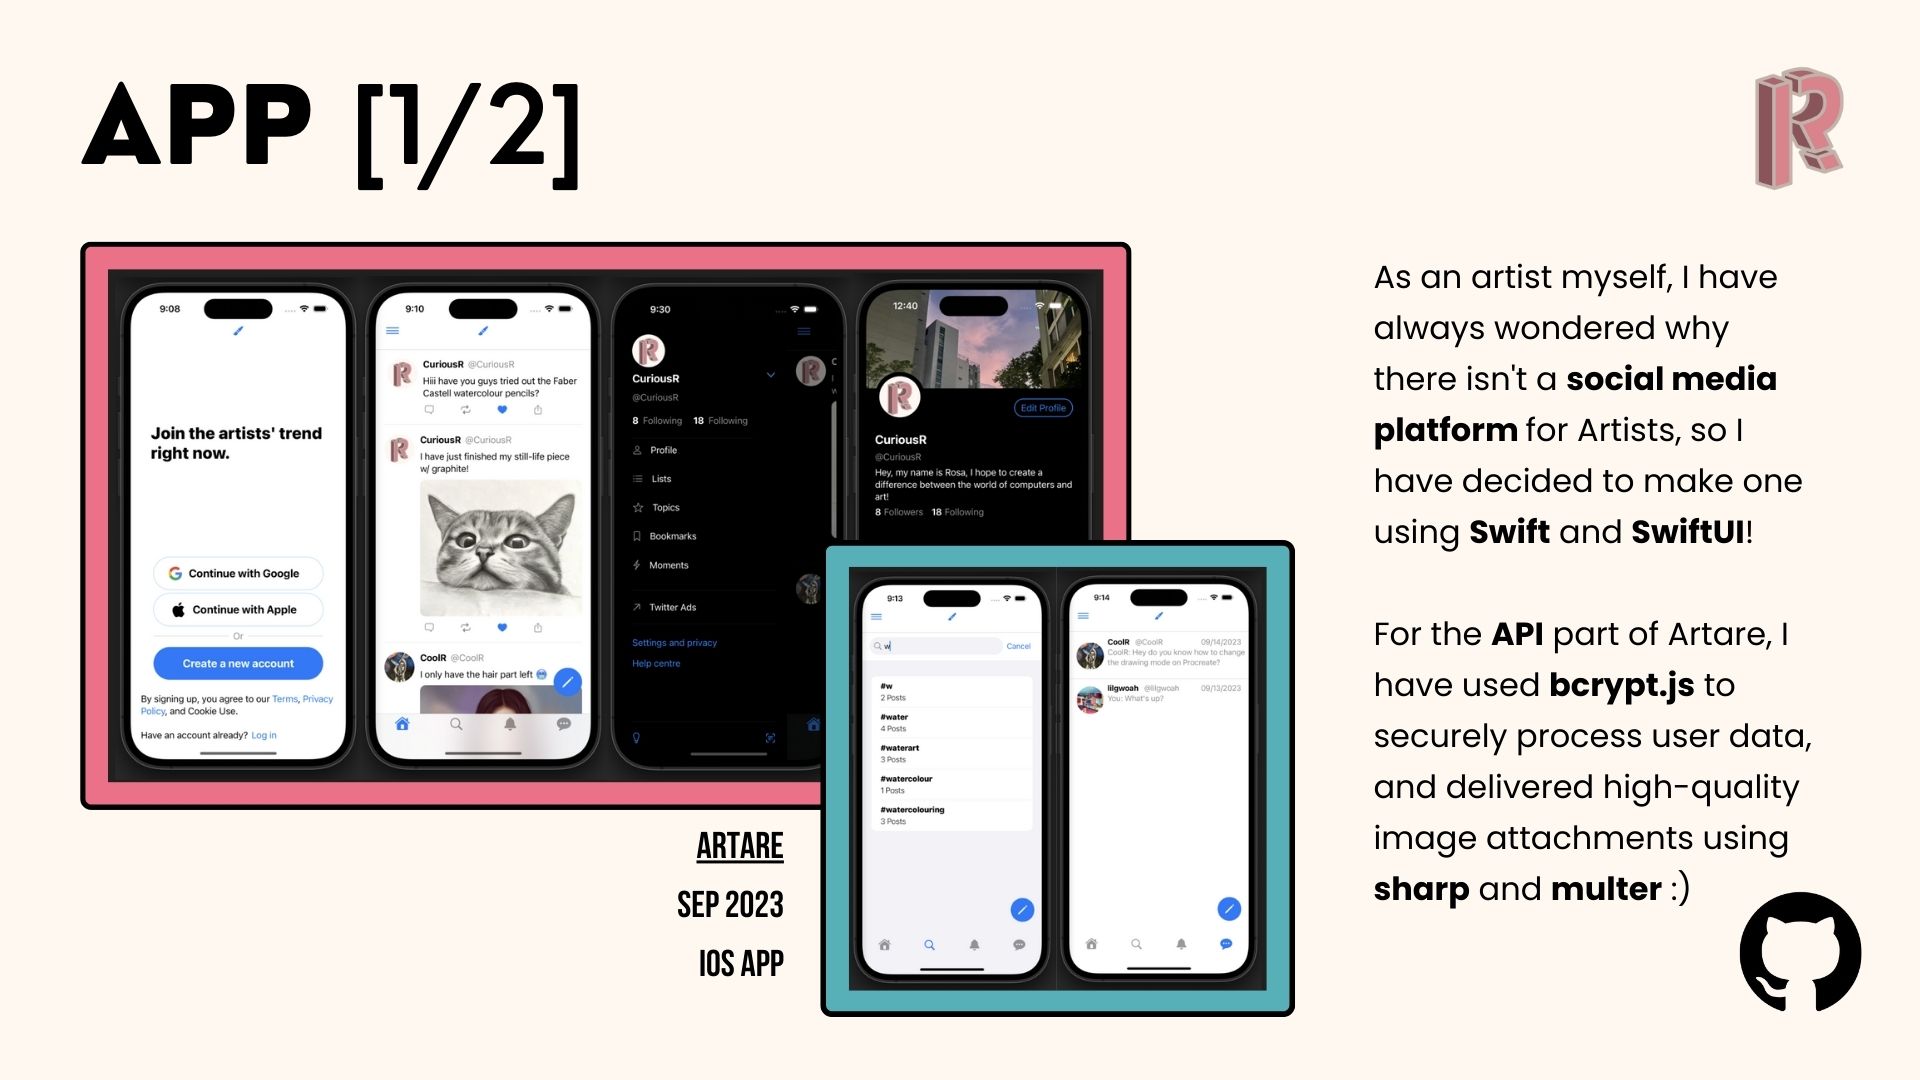 APP [1/2]
9:08
Join the artists' trend
right now.
Continue with Google
Continue with Apple
Or
Create a new account
By signing up, you agree to our Terms, Privacy
Policy, and Cookie Use.
Have an account already? Log in
9:10
CuriousR @CuriousR
Hiii have you guys tried out the Faber
Castell watercolour pencils?
CuriousR @CuriousR
I have just finished my still-life piece
w/ graphite!
CoolR @CoolR
I only have the hair part left
9:30
CuriousR
@CuriousR
8 Following 18 Following
Profile
Lists
Topics
Bookmarks
Moments
Twitter Ads
Settings and privacy
Help centre
12:40
Edit Profile
CuriousR
@CuriousR
Hey, my name is Rosa, I hope to create a
difference between the world of computers and
art!
8 Followers 18 Following
9:13
w
Cancel
#w
2 Posts
#water
4 Posts
#waterart
3 Posts
#watercolour
1 Posts
#watercolouring
3 Posts
9:14
CoolR @CoolR 09/14/2023
CoolR: Hey do you know how to change
the drawing mode on Procreate?
lilgwoah @lilgwoah 09/13/2023
You: What's up?
ARTARE
SEP 2023
IOS APP
As an artist myself, I have
always wondered why
there isn't a social media
platform for Artists, so I
have decided to make one
using Swift and SwiftUI!
For the API part of Artare, I
have used bcrypt.js to
securely process user data,
and delivered high-quality
image attachments using
sharp and multer :)
R